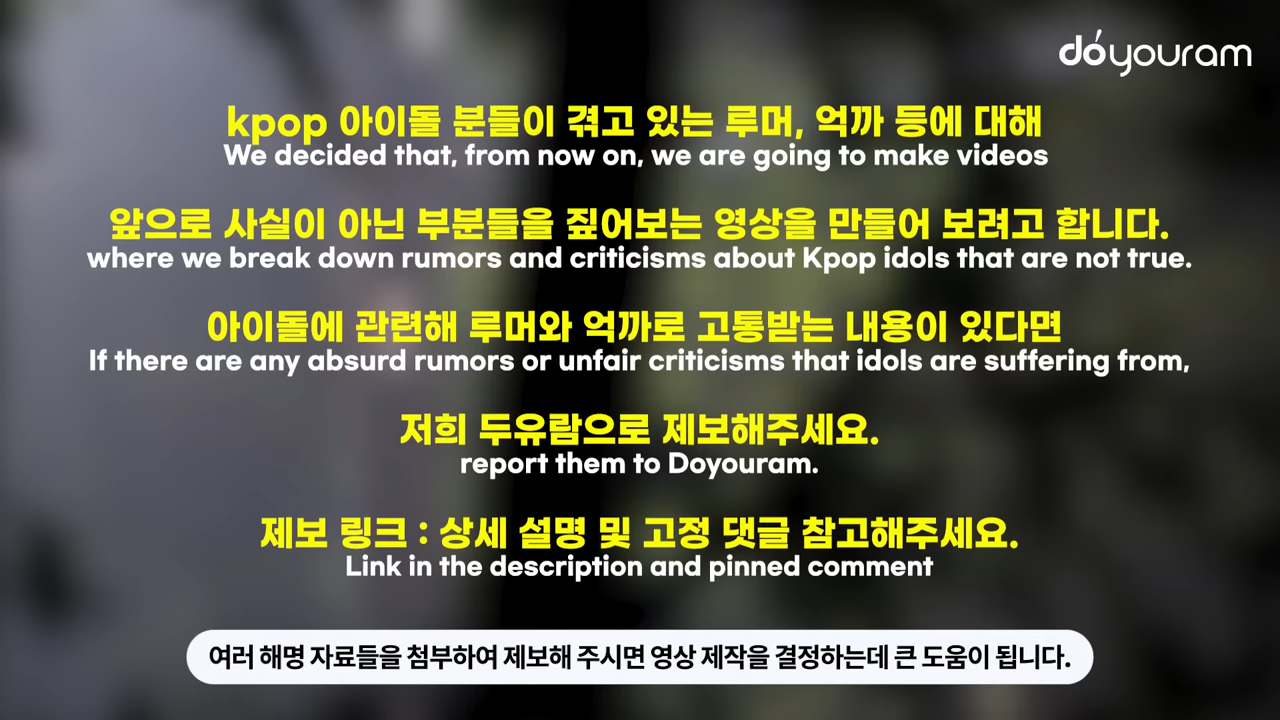 dóyouram
kpop 아이돌 분들이 겪고 있는 루머, 억까 등에 대해
We decided that, from now on, we are going to make videos
앞으로 사실이 아닌 부분들을 짚어보는 영상을 만들어 보려고 합니다.
where we break down rumors and criticisms about Kpop idols that are not true.
아이돌에 관련해 루머와 억까로 고통받는 내용이 있다면
If there are any absurd rumors or unfair criticisms that idols are suffering from,
저희 두유람으로 제보해주세요.
report them to Doyouram.
제보 링크 : 상세 설명 및 고정 댓글 참고해주세요.
Link in the description and pinned comment
여러 해명 자료들을 첨부하여 제보해 주시면 영상 제작을 결정하는데 큰 도움이 됩니다.